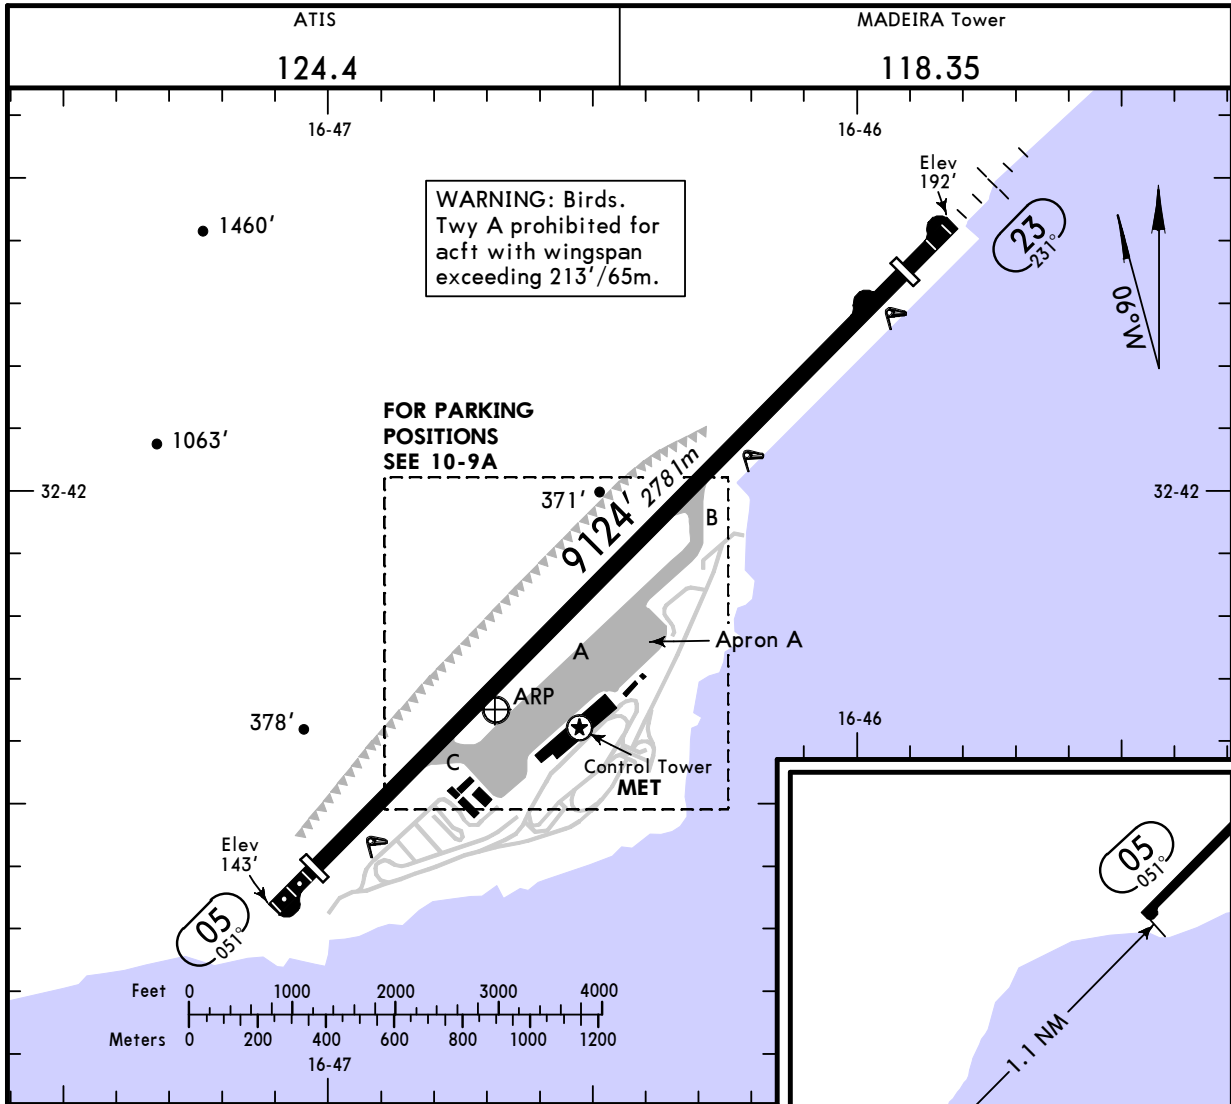 ATIS
124.4
MADEIRA Tower
118.35
16-47
16-46
Elev
192'
1460'
WARNING: Birds.
Twy A prohibited for
acft with wingspan
exceeding 213'/65m.
23
231°
06°W
FOR PARKING
POSITIONS
SEE 10-9A
1063'
32-42
371'
9124' 2781m
B
32-42
A
Apron A
ARP
378'
16-46
C
Control Tower
MET
Elev
143'
05
051°
05
051°
Feet 0 1000 2000 3000 4000
Meters 0 200 400 600 800 1000 1200
1.1 NM
16-47